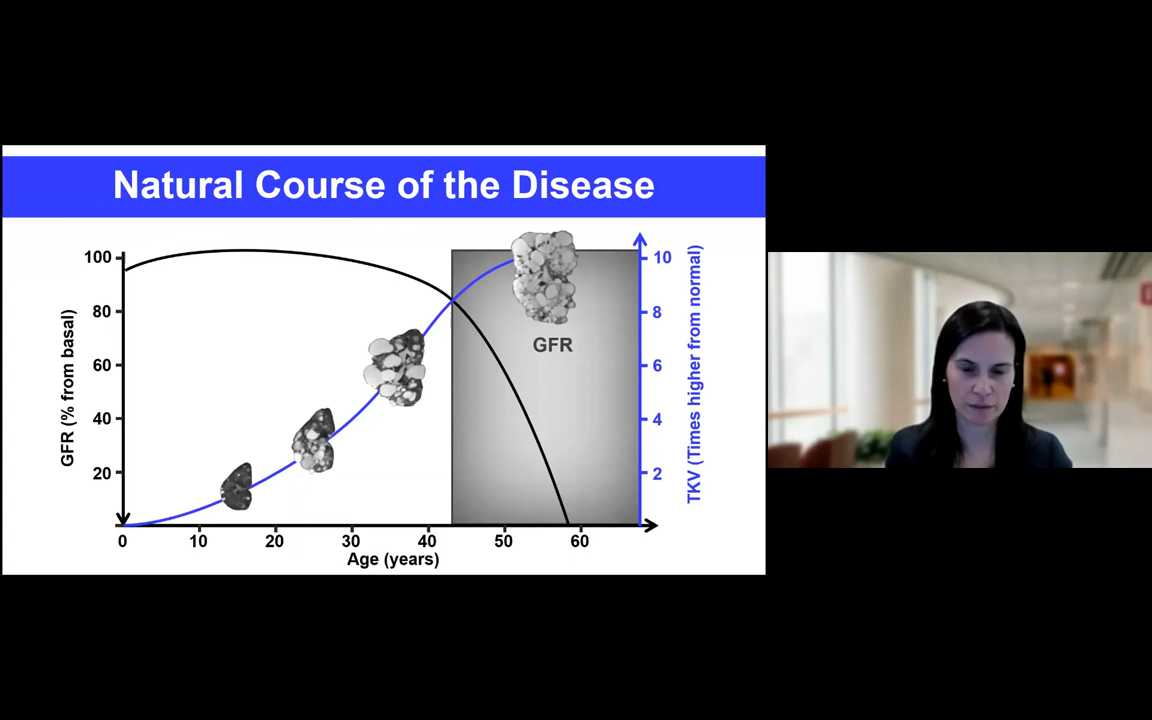 Natural Course of the Disease
GFR (% from basal)
100
80
60
40
20
GFR
10
8
6
4
2
TKV (Times higher from normal)
0 10 20 30 40 50 60
Age (years)